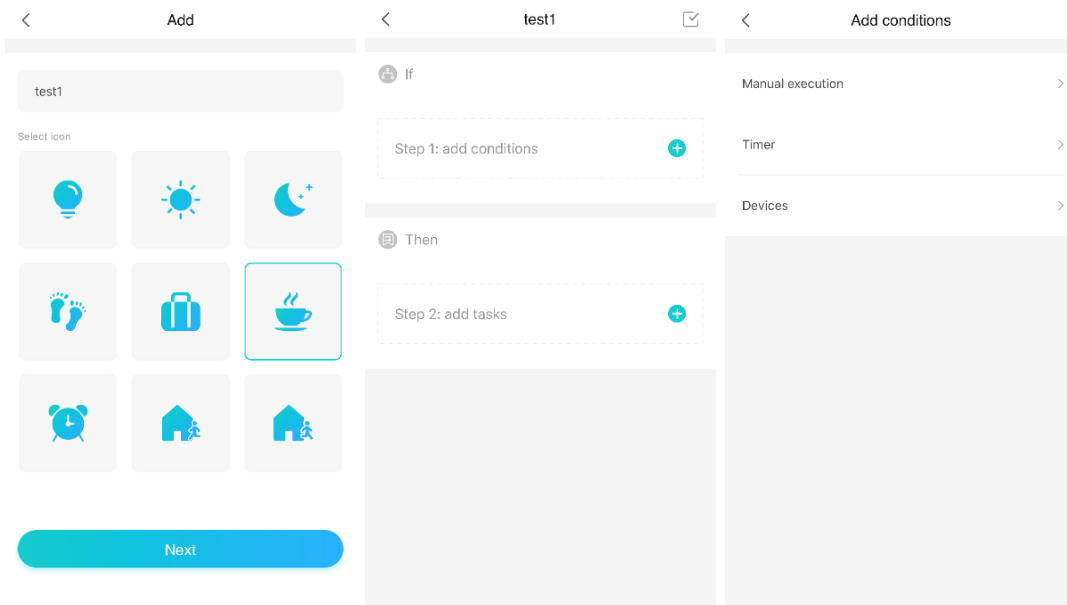 Add
test1
Select icon
Next
test1
If
Step 1: add conditions
Then
Step 2: add tasks
Add conditions
Manual execution
Timer
Devices